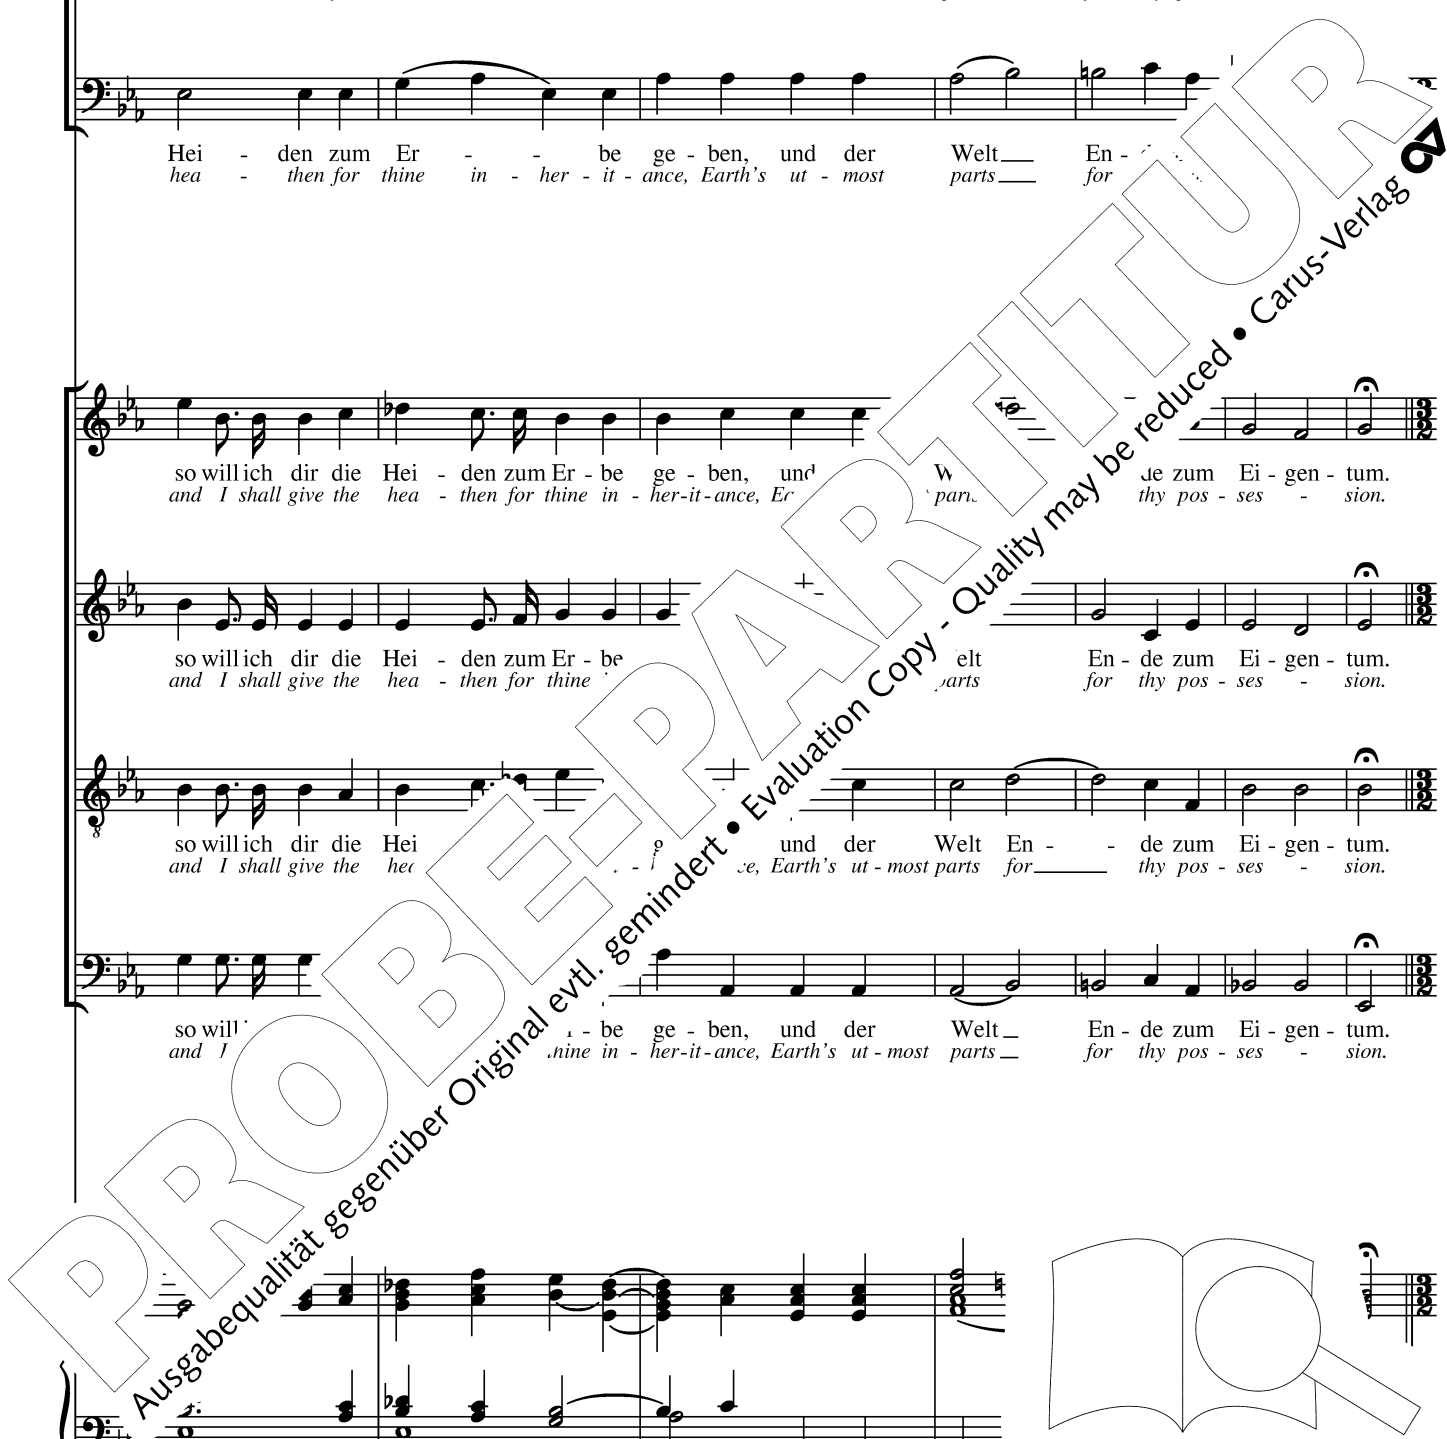 Hei - den zum Er - - be ge - ben, und der Welt En -
hea - then for thine in - her - it - ance, Earth's ut - most parts for
so will ich dir die Hei - den zum Er - be ge - ben, und zum Ei - gen - tum.
and I shall give the hea - then for thine in - her - it - ance, thy pos - ses - sion.
so will ich dir die Hei - den zum Er - be En - de zum Ei - gen - tum.
and I shall give the hea - then for thine parts for thy pos - ses - sion.
so will ich dir die Hei und der Welt En - - de zum Ei - gen - tum.
and I shall give the Earth's ut - most parts for thy pos - ses - sion.
so will - be ge - ben, und der Welt En - de zum Ei - gen - tum.
and in - her - it - ance, Earth's ut - most parts for thy pos - ses - sion.
PROBE-PARTITUR
Ausgabequalität gegenüber Original evtl. gemindert • Evaluation Copy - Quality may be reduced • Carus-Verlag